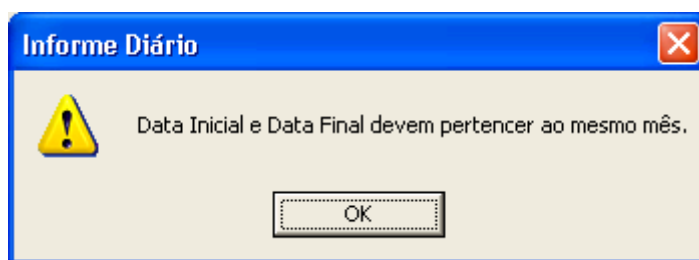 Informe Diário
Data Inicial e Data Final devem pertencer ao mesmo mês.
OK